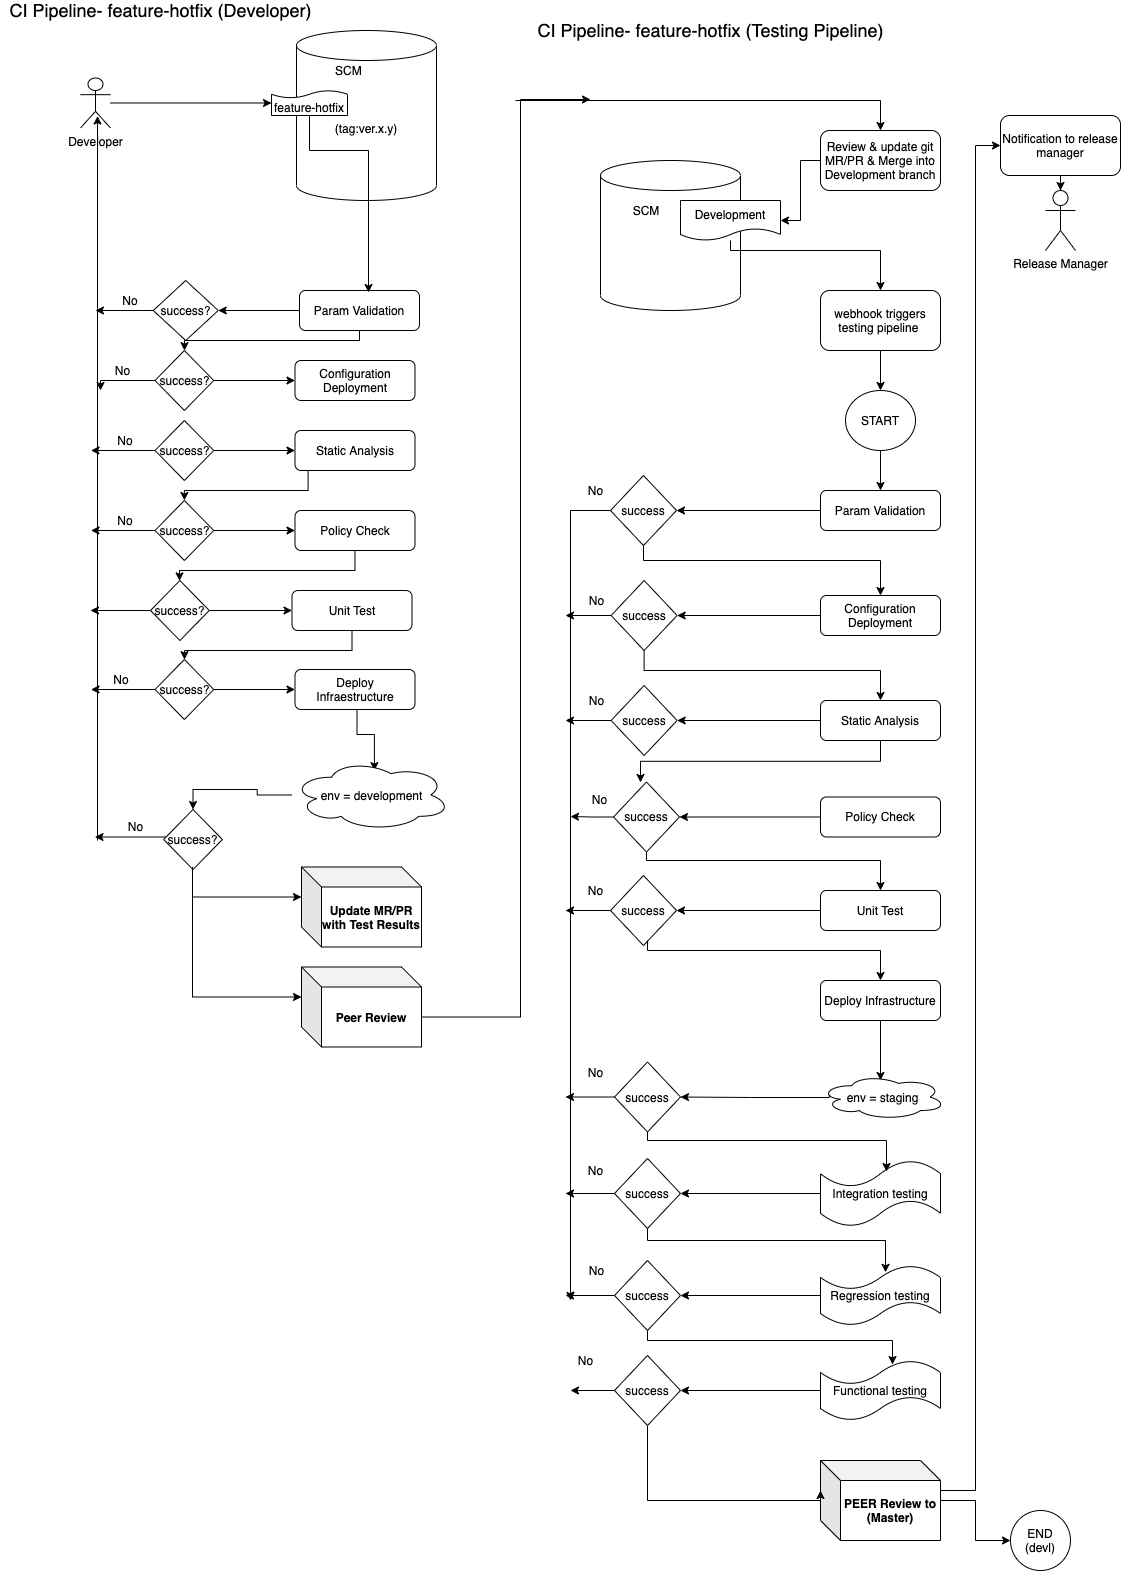 CI Pipeline- feature-hotfix (Developer)
SCM
feature-hotfix
(tag:ver.x.y)
Developer
No
success?
Param Validation
No
success?
Configuration
Deployment
No
success?
Static Analysis
No
success?
Policy Check
success?
Unit Test
No
success?
Deploy
Infraestructure
env = development
No
success?
Update MR/PR
with Test Results
Peer Review
CI Pipeline- feature-hotfix (Testing Pipeline)
Review & update git
MR/PR & Merge into
Development branch
SCM
Development
Notification to release
manager
Release Manager
webhook triggers
testing pipeline
START
No
success
Param Validation
No
success
Configuration
Deployment
No
success
Static Analysis
No
success
Policy Check
No
success
Unit Test
Deploy Infrastructure
No
success
env = staging
No
success
Integration testing
No
success
Regression testing
No
success
Functional testing
PEER Review to
(Master)
END
(devl)